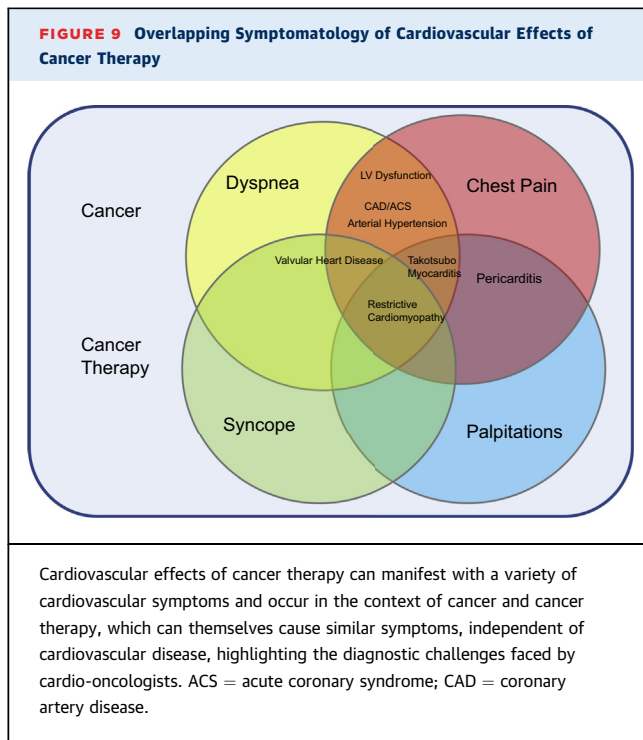 FIGURE 9 Overlapping Symptomatology of Cardiovascular Effects of
Cancer Therapy
Cancer
Dyspnea
LV Dysfunction
CAD/ACS
Arterial Hypertension
Chest Pain
Valvular Heart Disease
Takotsubo
Myocarditis
Pericarditis
Restrictive
Cardiomyopathy
Cancer
Therapy
Syncope
Palpitations
Cardiovascular effects of cancer therapy can manifest with a variety of
cardiovascular symptoms and occur in the context of cancer and cancer
therapy, which can themselves cause similar symptoms, independent of
cardiovascular disease, highlighting the diagnostic challenges faced by
cardio-oncologists. ACS = acute coronary syndrome; CAD = coronary
artery disease.